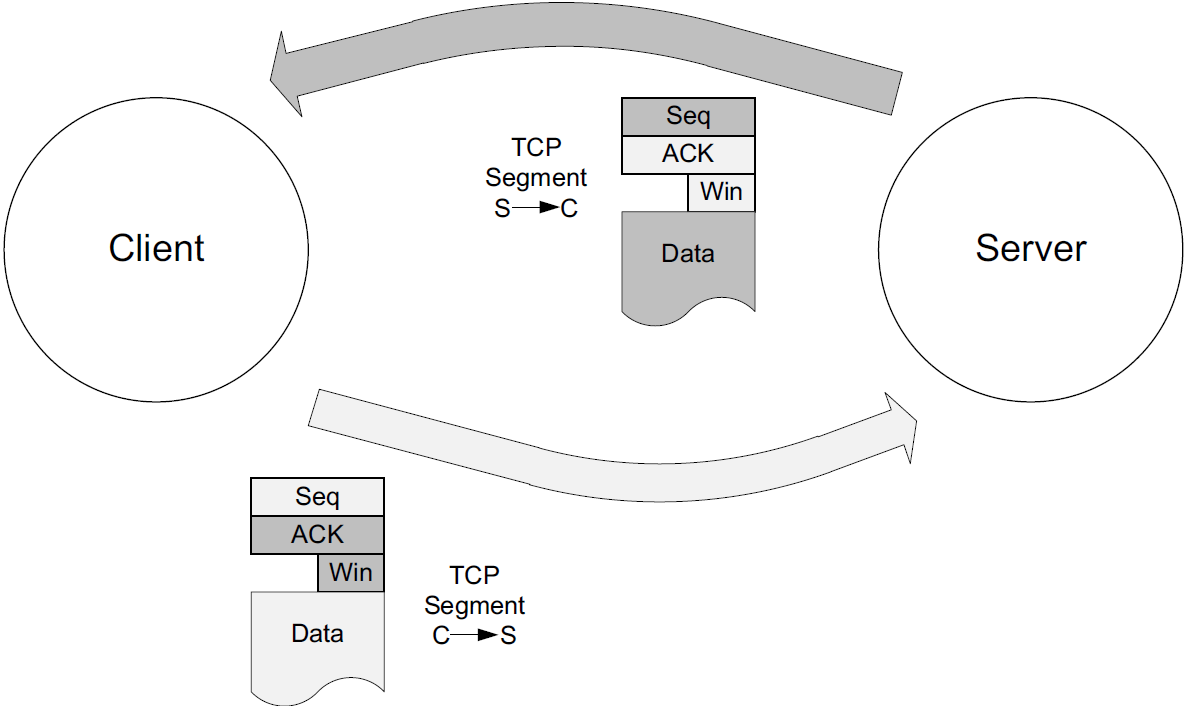 Seq
TCP
Segment
S→C
ACK
Win
Client
Data
Server
Seq
ACK
Win
TCP
Segment
C→S
Data